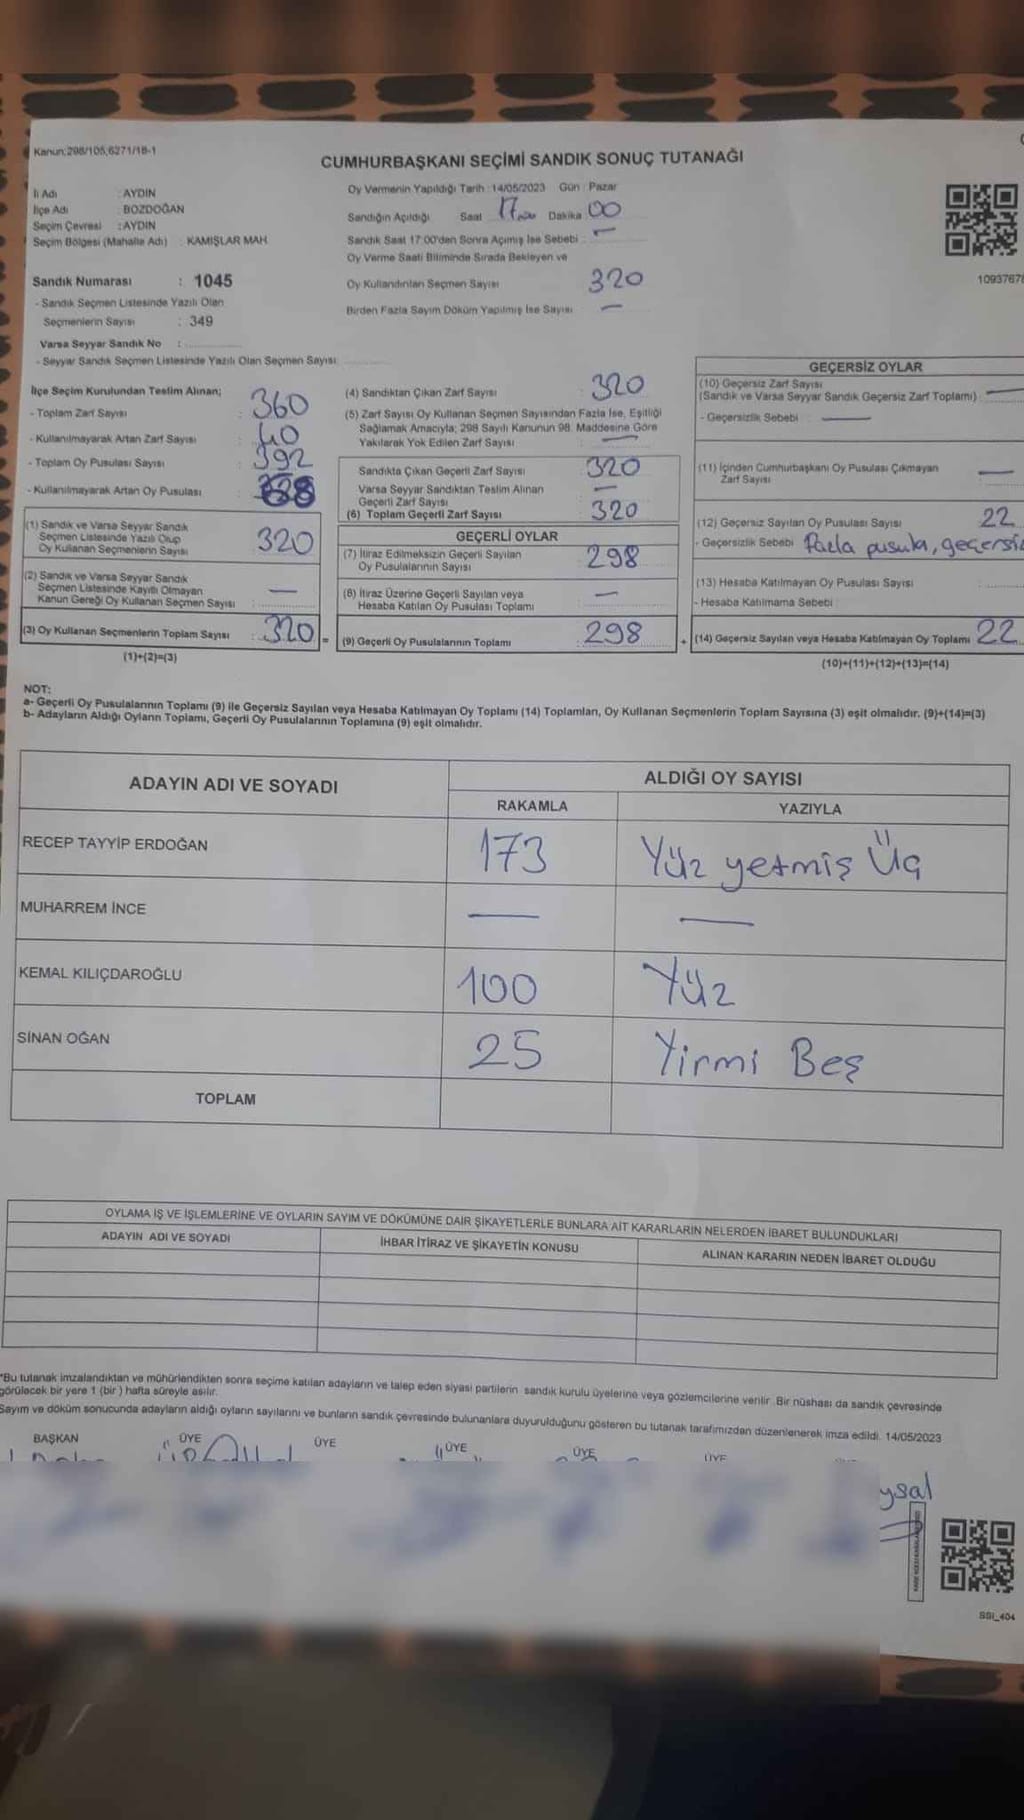 Kanun:298/105,6271/18-1
CUMHURBAŞKANI SEÇİMİ SANDIK SONUÇ TUTANAĞI
İl Adı : AYDIN
İlçe Adı : BOZDOĞAN
Seçim Çevresi : AYDIN
Seçim Bölgesi (Mahalle Adı) : KAMIŞLAR MAH.
Oy Vermenin Yapıldığı Tarih : 14/05/2023 Gün : Pazar
Sandığın Açıldığı Saat 17 Dakika 00
Sandık Saat 17:00'den Sonra Açımış İse Sebebi : —
Oy Verme Saati Bitiminde Sırada Bekleyen ve
Oy Kullandırılan Seçmen Sayısı 320
Birden Fazla Sayım Döküm Yapılmış İse Sayısı —
1093767
Sandık Numarası : 1045
- Sandık Seçmen Listesinde Yazılı Olan
Seçmenlerin Sayısı : 349
Varsa Seyyar Sandık No :
- Seyyar Sandık Seçmen Listesinde Yazılı Olan Seçmen Sayısı:
İlçe Seçim Kurulundan Teslim Alınan;
- Toplam Zarf Sayısı : 360
- Kullanılmayarak Artan Zarf Sayısı : 40
- Toplam Oy Pusulası Sayısı : 392
- Kullanılmayarak Artan Oy Pusulası :
(1) Sandık ve Varsa Seyyar Sandık
Seçmen Listesinde Yazılı Olup
Oy Kullanan Seçmenlerin Sayısı : 320
(2) Sandık ve Varsa Seyyar Sandık
Seçmen Listesinde Kayıtlı Olmayan
Kanun Gereği Oy Kullanan Seçmen Sayısı : —
(3) Oy Kullanan Seçmenlerin Toplam Sayısı : 320 =
(1)+(2)=(3)
(4) Sandıktan Çıkan Zarf Sayısı : 320
(5) Zarf Sayısı Oy Kullanan Seçmen Sayısından Fazla İse, Eşitliği
Sağlamak Amacıyla; 298 Sayılı Kanunun 98. Maddesine Göre
Yakılarak Yok Edilen Zarf Sayısı : —
Sandıkta Çıkan Geçerli Zarf Sayısı : 320
Varsa Seyyar Sandıktan Teslim Alınan
Geçerli Zarf Sayısı : —
(6) Toplam Geçerli Zarf Sayısı : 320
GEÇERLİ OYLAR
(7) İtiraz Edilmeksizin Geçerli Sayılan
Oy Pusulalarının Sayısı : 298
(8) İtiraz Üzerine Geçerli Sayılan veya
Hesaba Katılan Oy Pusulası Toplamı : —
(9) Geçerli Oy Pusulalarının Toplamı : 298 +
GEÇERSİZ OYLAR
(10) Geçersiz Zarf Sayısı
(Sandık ve Varsa Seyyar Sandık Geçersiz Zarf Toplamı) : —
- Geçersizlik Sebebi : —
(11) İçinden Cumhurbaşkanı Oy Pusulası Çıkmayan
Zarf Sayısı —
(12) Geçersiz Sayılan Oy Pusulası Sayısı 22
- Geçersizlik Sebebi : Fazla pusula, geçersiz
(13) Hesaba Katılmayan Oy Pusulası Sayısı
- Hesaba Katılmama Sebebi :
(14) Geçersiz Sayılan veya Hesaba Katılmayan Oy Toplamı 22
(10)+(11)+(12)+(13)=(14)
NOT:
a- Geçerli Oy Pusulalarının Toplamı (9) ile Geçersiz Sayılan veya Hesaba Katılmayan Oy Toplamı (14) Toplamları, Oy Kullanan Seçmenlerin Toplam Sayısına (3) eşit olmalıdır. (9)+(14)=(3)
b- Adayların Aldığı Oyların Toplamı, Geçerli Oy Pusulalarının Toplamına (9) eşit olmalıdır.
ADAYIN ADI VE SOYADI
ALDIĞI OY SAYISI
RAKAMLA YAZIYLA
RECEP TAYYİP ERDOĞAN 173 Yüz yetmiş Üç
MUHARREM İNCE — —
KEMAL KILIÇDAROĞLU 100 Yüz
SİNAN OĞAN 25 Yirmi Beş
TOPLAM
OYLAMA İŞ VE İŞLEMLERİNE VE OYLARIN SAYIM VE DÖKÜMÜNE DAİR ŞİKAYETLERLE BUNLARA AİT KARARLARIN NELERDEN İBARET BULUNDUKLARI
ADAYIN ADI VE SOYADI İHBAR İTİRAZ VE ŞİKAYETİN KONUSU ALINAN KARARIN NEDEN İBARET OLDUĞU
*Bu tutanak imzalandıktan ve mühürlendikten sonra seçime katılan adayların ve talep eden siyasi partilerin sandık kurulu üyelerine veya gözlemcilerine verilir. Bir nüshası da sandık çevresinde
görülecek bir yere 1 (bir) hafta süreyle asılır.
Sayım ve döküm sonucunda adayların aldığı oyların sayılarını ve bunların sandık çevresinde bulunanlara duyurulduğunu gösteren bu tutanak tarafımızdan düzenlenerek imza edildi. 14/05/2023
BAŞKAN ÜYE ÜYE ÜYE ÜYE ÜYE
ysal
SSI_404